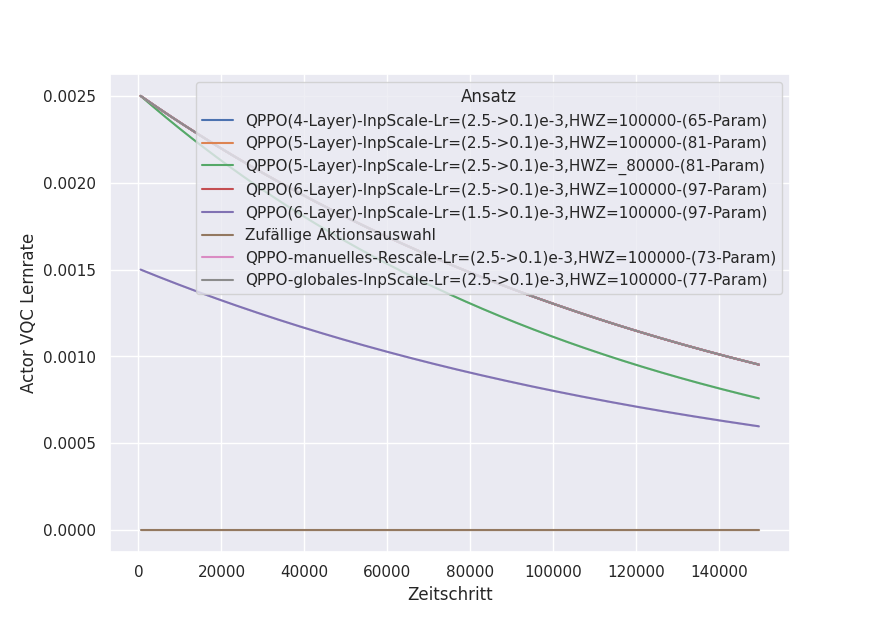 Ansatz
QPPO(4-Layer)-InpScale-Lr=(2.5->0.1)e-3,HWZ=100000-(65-Param)
QPPO(5-Layer)-InpScale-Lr=(2.5->0.1)e-3,HWZ=100000-(81-Param)
QPPO(5-Layer)-InpScale-Lr=(2.5->0.1)e-3,HWZ=_80000-(81-Param)
QPPO(6-Layer)-InpScale-Lr=(2.5->0.1)e-3,HWZ=100000-(97-Param)
QPPO(6-Layer)-InpScale-Lr=(1.5->0.1)e-3,HWZ=100000-(97-Param)
Zufällige Aktionsauswahl
QPPO-manuelles-Rescale-Lr=(2.5->0.1)e-3,HWZ=100000-(73-Param)
QPPO-globales-InpScale-Lr=(2.5->0.1)e-3,HWZ=100000-(77-Param)
Actor VQC Lernrate
0.0025
0.0020
0.0015
0.0010
0.0005
0.0000
0 20000 40000 60000 80000 100000 120000 140000
Zeitschritt